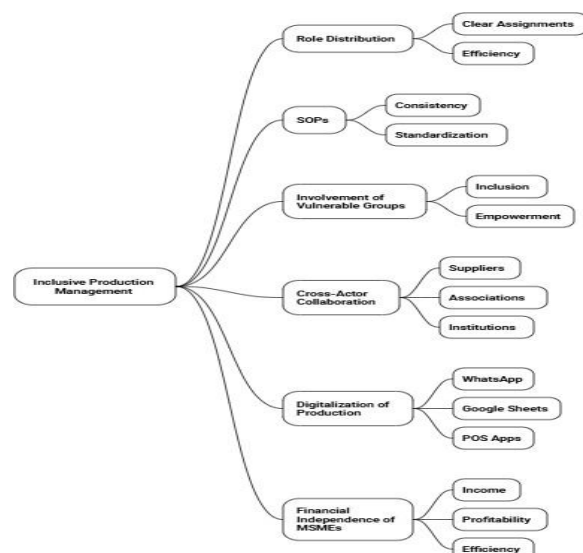 Inclusive Production
Management
Role Distribution
Clear Assignments
Efficiency
SOPs
Consistency
Standardization
Involvement of
Vulnerable Groups
Inclusion
Empowerment
Cross-Actor
Collaboration
Suppliers
Associations
Institutions
Digitalization of
Production
WhatsApp
Google Sheets
POS Apps
Financial
Independence of
MSMEs
Income
Profitability
Efficiency